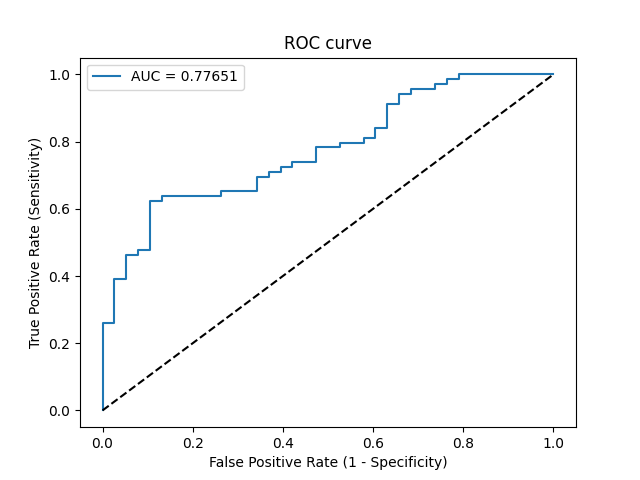 ROC curve
AUC = 0.77651
True Positive Rate (Sensitivity)
1.0
0.8
0.6
0.4
0.2
0.0
0.0 0.2 0.4 0.6 0.8 1.0
False Positive Rate (1 - Specificity)